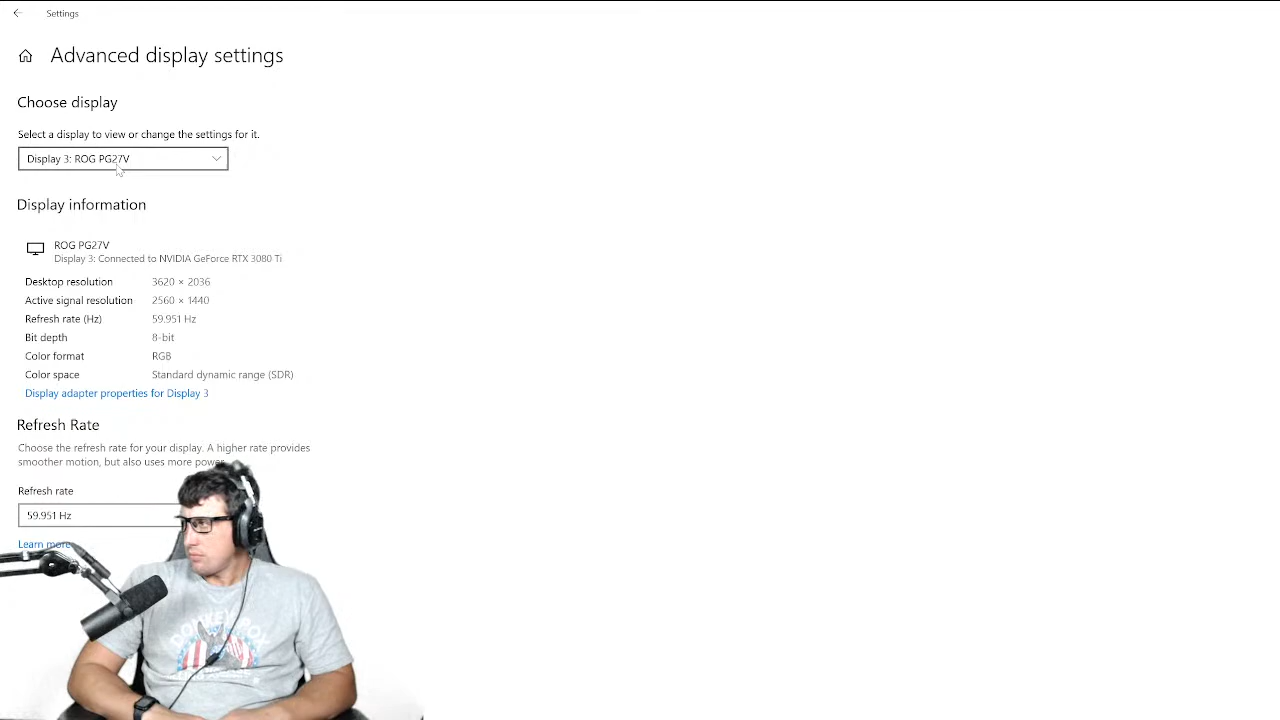 Settings
Advanced display settings
Choose display
Select a display to view or change the settings for it.
Display 3: ROG PG27V
Display information
ROG PG27V
Display 3: Connected to NVIDIA GeForce RTX 3080 Ti
Desktop resolution 3620 × 2036
Active signal resolution 2560 × 1440
Refresh rate (Hz) 59.951 Hz
Bit depth 8-bit
Color format RGB
Color space Standard dynamic range (SDR)
Display adapter properties for Display 3
Refresh Rate
Choose the refresh rate for your display. A higher rate provides
smoother motion, but also uses more power
Refresh rate
59.951 Hz
Learn more
DONKEY POX